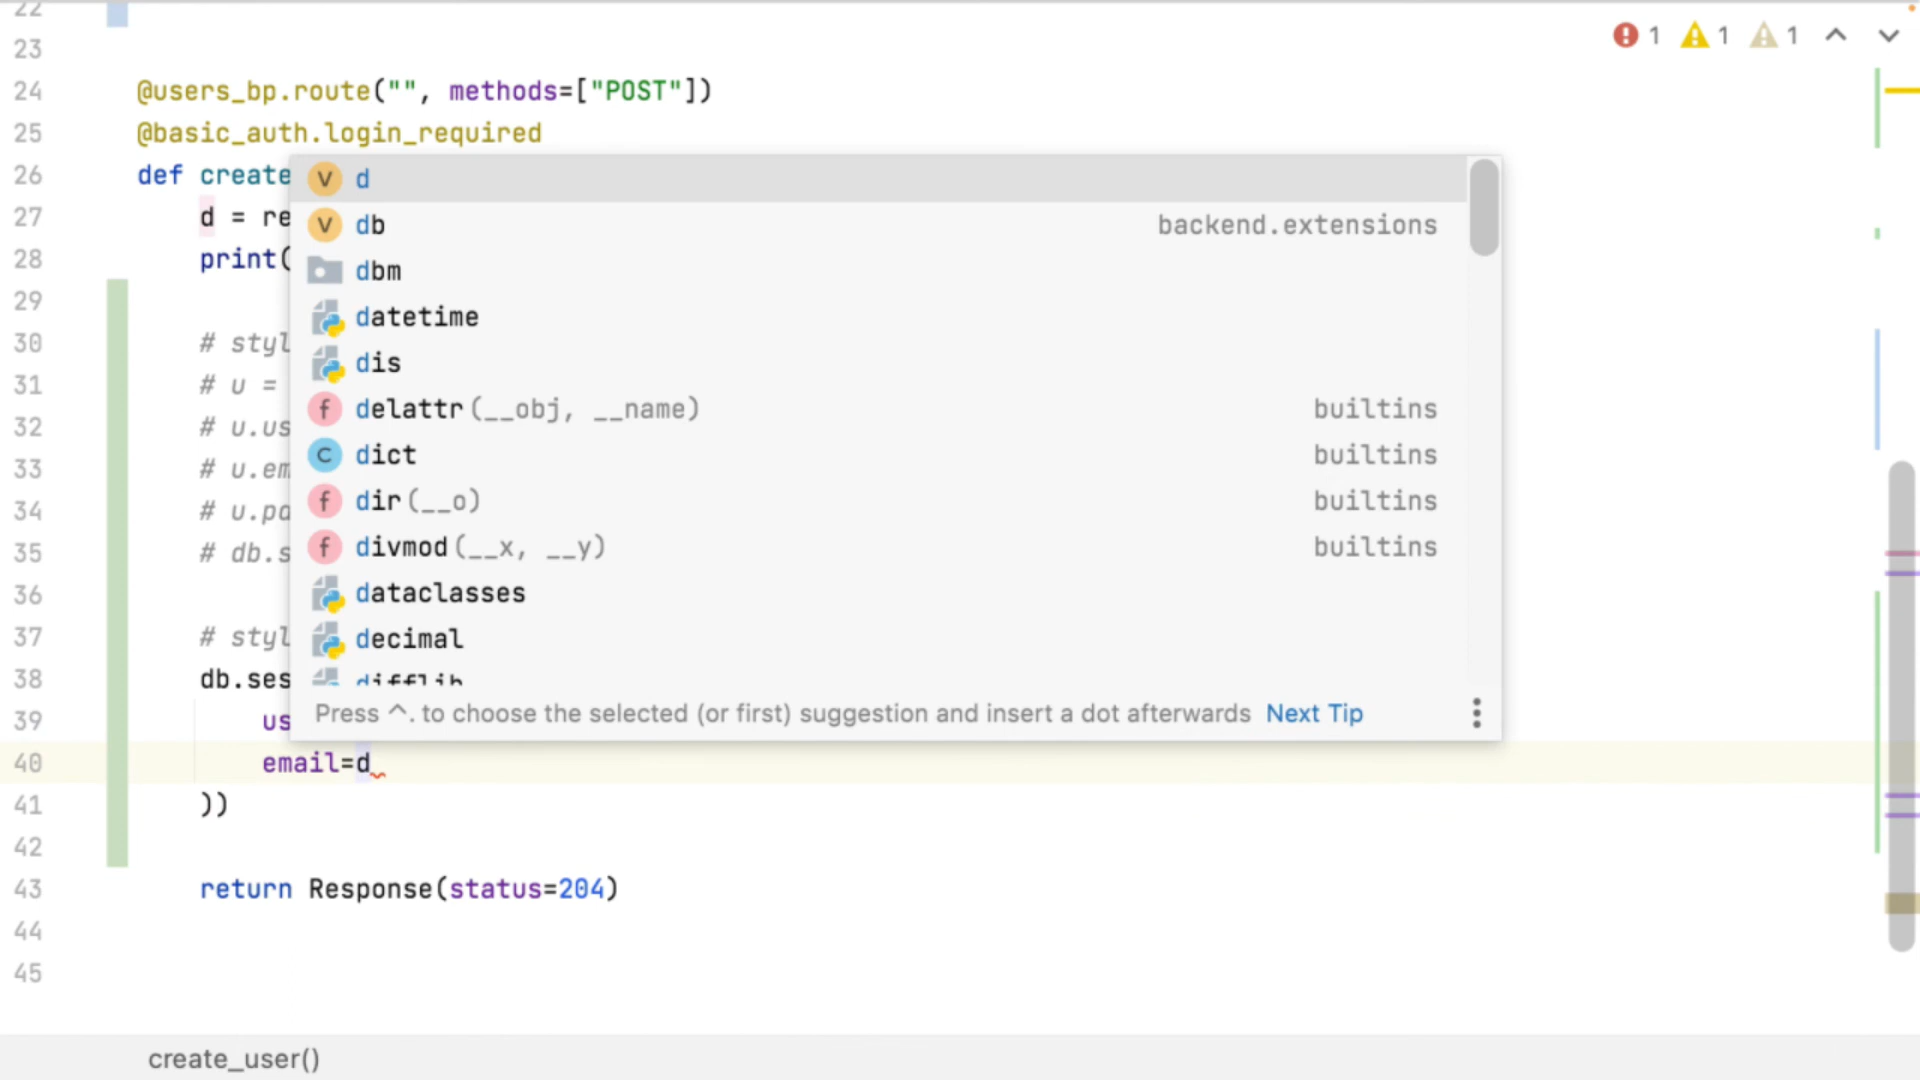 22
1 1 1
23
24 @users_bp.route("", methods=["POST"])
25 @basic_auth.login_required
26 def create
27 d = re
28 print(
29
30 # styl
31 # u =
32 # u.us
33 # u.em
34 # u.pa
35 # db.s
36
37 # styl
38 db.ses
39 us
40 email=d
41 ))
42
43 return Response(status=204)
44
45
V d
V db backend.extensions
dbm
datetime
dis
f delattr(__obj, __name) builtins
C dict builtins
f dir(__o) builtins
f divmod(__x, __y) builtins
dataclasses
decimal
difflib
Press ^. to choose the selected (or first) suggestion and insert a dot afterwards Next Tip
create_user()